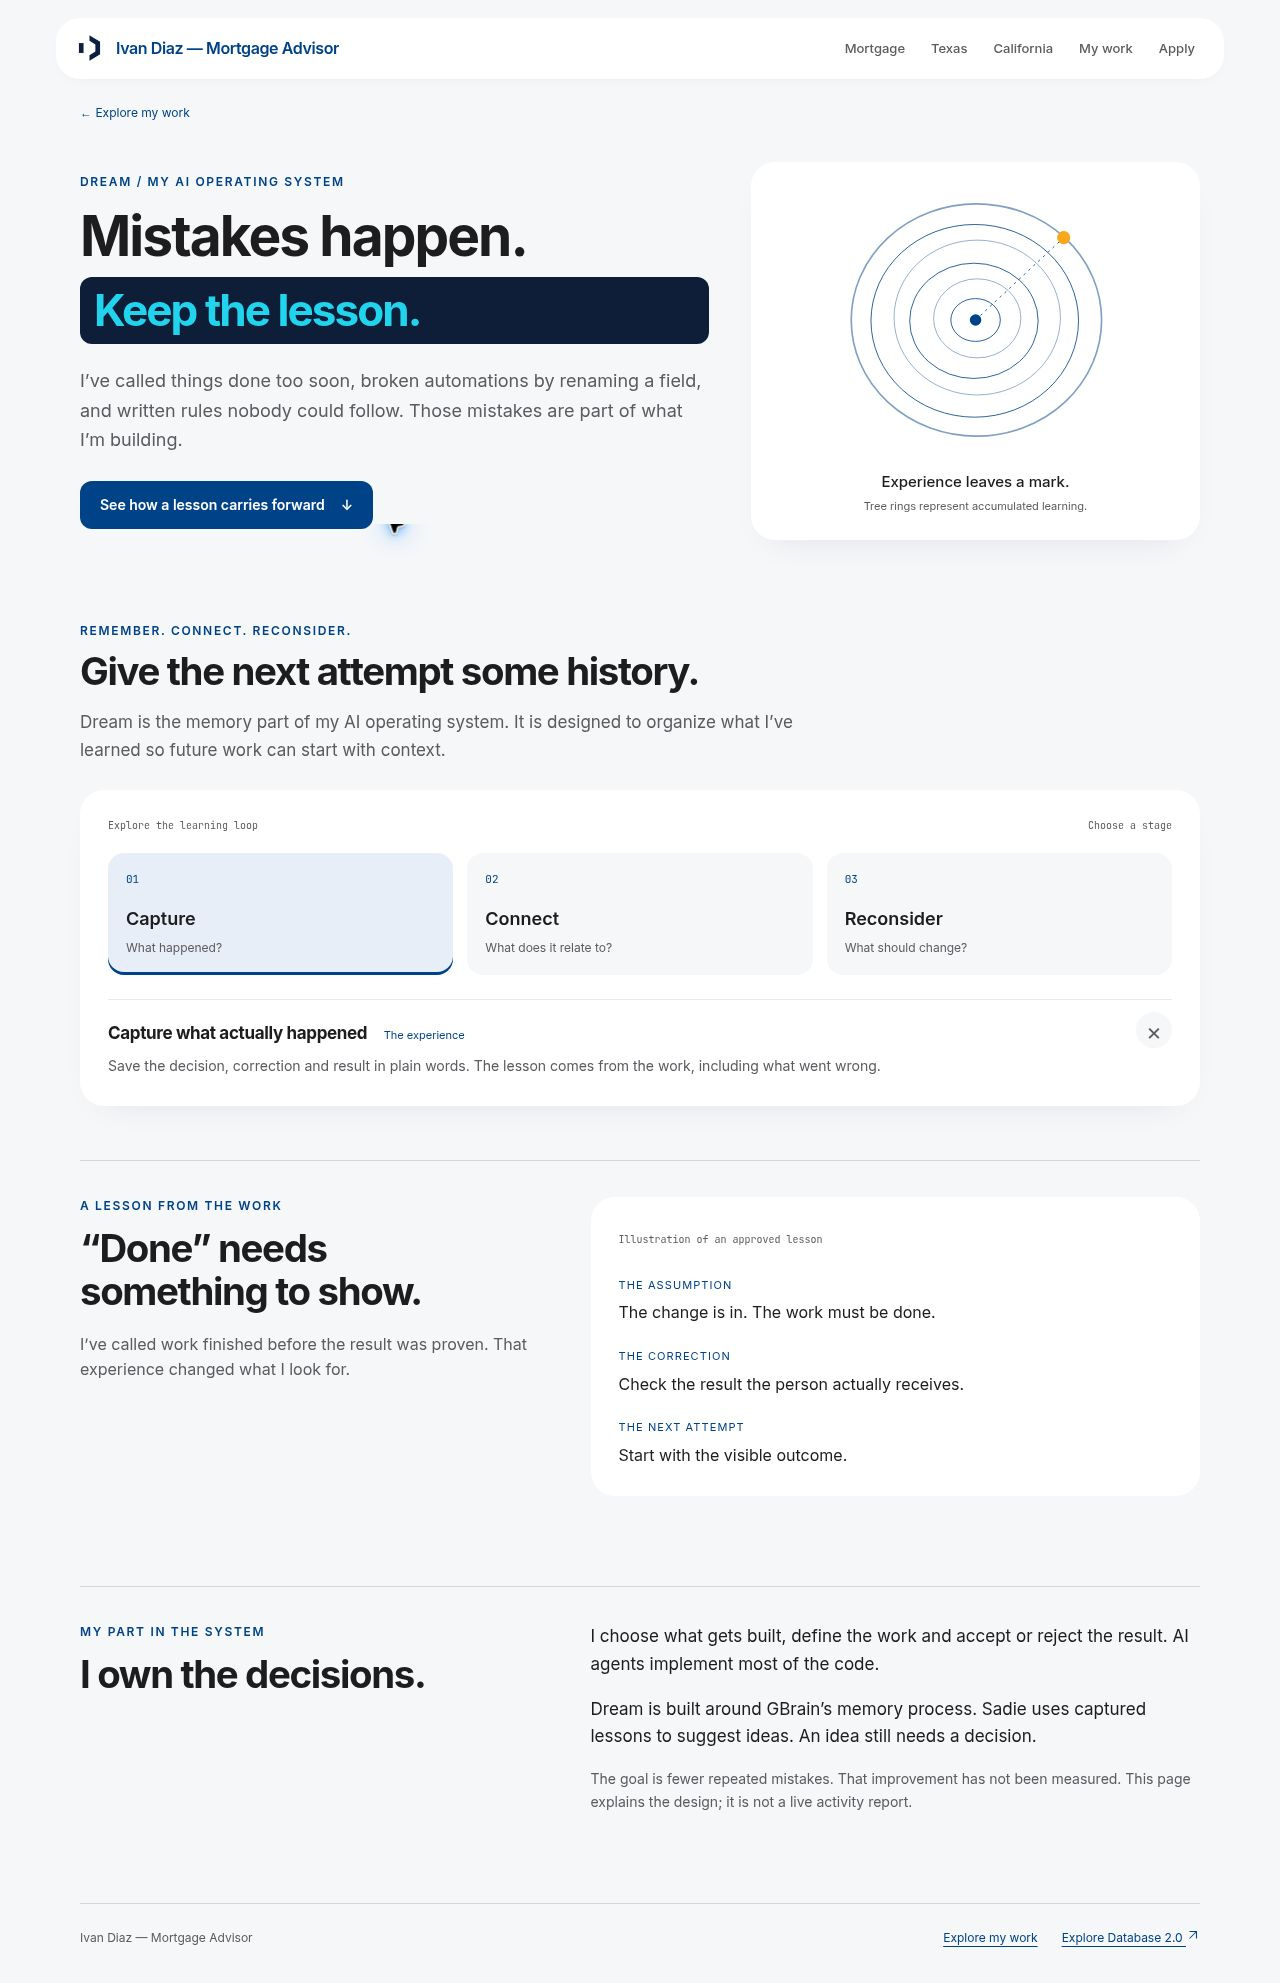 Ivan Diaz — Mortgage Advisor
Mortgage Texas California My work Apply
← Explore my work
DREAM / MY AI OPERATING SYSTEM
Mistakes happen.
Keep the lesson.
I’ve called things done too soon, broken automations by renaming a field,
and written rules nobody could follow. Those mistakes are part of what
I’m building.
See how a lesson carries forward ↓
Experience leaves a mark.
Tree rings represent accumulated learning.
REMEMBER. CONNECT. RECONSIDER.
Give the next attempt some history.
Dream is the memory part of my AI operating system. It is designed to organize what I’ve
learned so future work can start with context.
Explore the learning loop
Choose a stage
01
Capture
What happened?
02
Connect
What does it relate to?
03
Reconsider
What should change?
Capture what actually happened The experience
Save the decision, correction and result in plain words. The lesson comes from the work, including what went wrong.
A LESSON FROM THE WORK
“Done” needs
something to show.
I’ve called work finished before the result was proven. That
experience changed what I look for.
Illustration of an approved lesson
THE ASSUMPTION
The change is in. The work must be done.
THE CORRECTION
Check the result the person actually receives.
THE NEXT ATTEMPT
Start with the visible outcome.
MY PART IN THE SYSTEM
I own the decisions.
I choose what gets built, define the work and accept or reject the result. AI
agents implement most of the code.
Dream is built around GBrain’s memory process. Sadie uses captured
lessons to suggest ideas. An idea still needs a decision.
The goal is fewer repeated mistakes. That improvement has not been measured. This page
explains the design; it is not a live activity report.
Ivan Diaz — Mortgage Advisor
Explore my work Explore Database 2.0 ↗